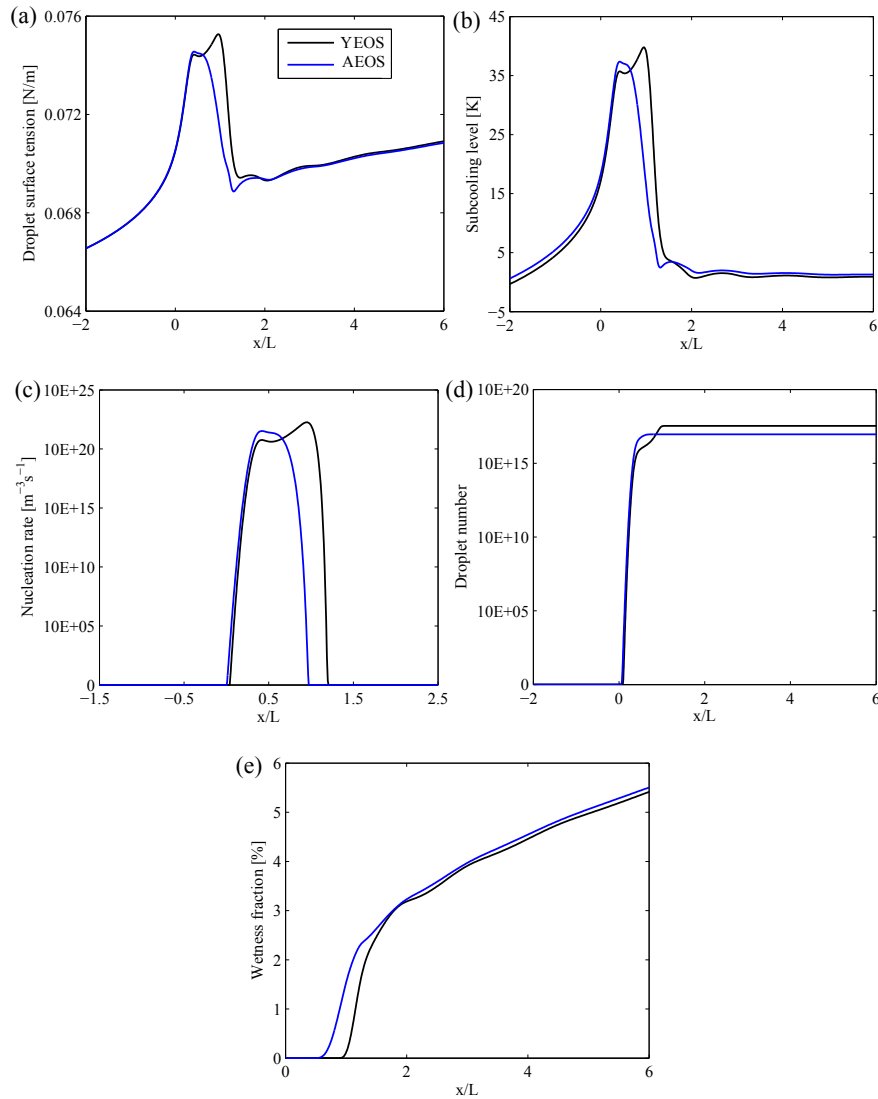 (a)
0.076
0.072
0.068
0.064
Droplet surface tension [N/m]
YEOS
AEOS
−2
0
2
4
6
x/L
(b)
45
35
25
15
5
−5
Subcooling level [K]
−2
0
2
4
6
x/L
(c)
10E+25
10E+20
10E+15
10E+10
10E+05
0
Nucleation rate [m⁻³s⁻¹]
−1.5
−0.5
0.5
1.5
2.5
x/L
(d)
10E+20
10E+15
10E+10
10E+05
0
Droplet number
−2
0
2
4
6
x/L
(e)
6
5
4
3
2
1
0
Wetness fraction [%]
0
2
4
6
x/L